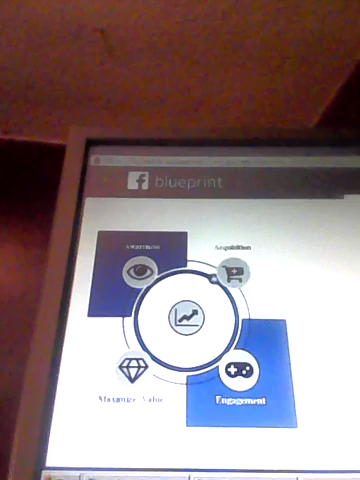 f blueprint
Awareness
Acquisition
Maximize Value
Engagement